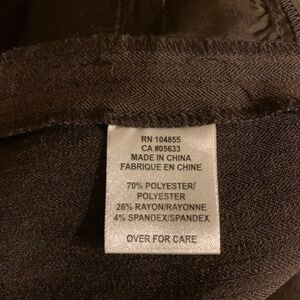 RN 104855
CA #05633
MADE IN CHINA
FABRIQUE EN CHINE
70% POLYESTER/
POLYESTER
26% RAYON/RAYONNE
4% SPANDEX/SPANDEX
OVER FOR CARE